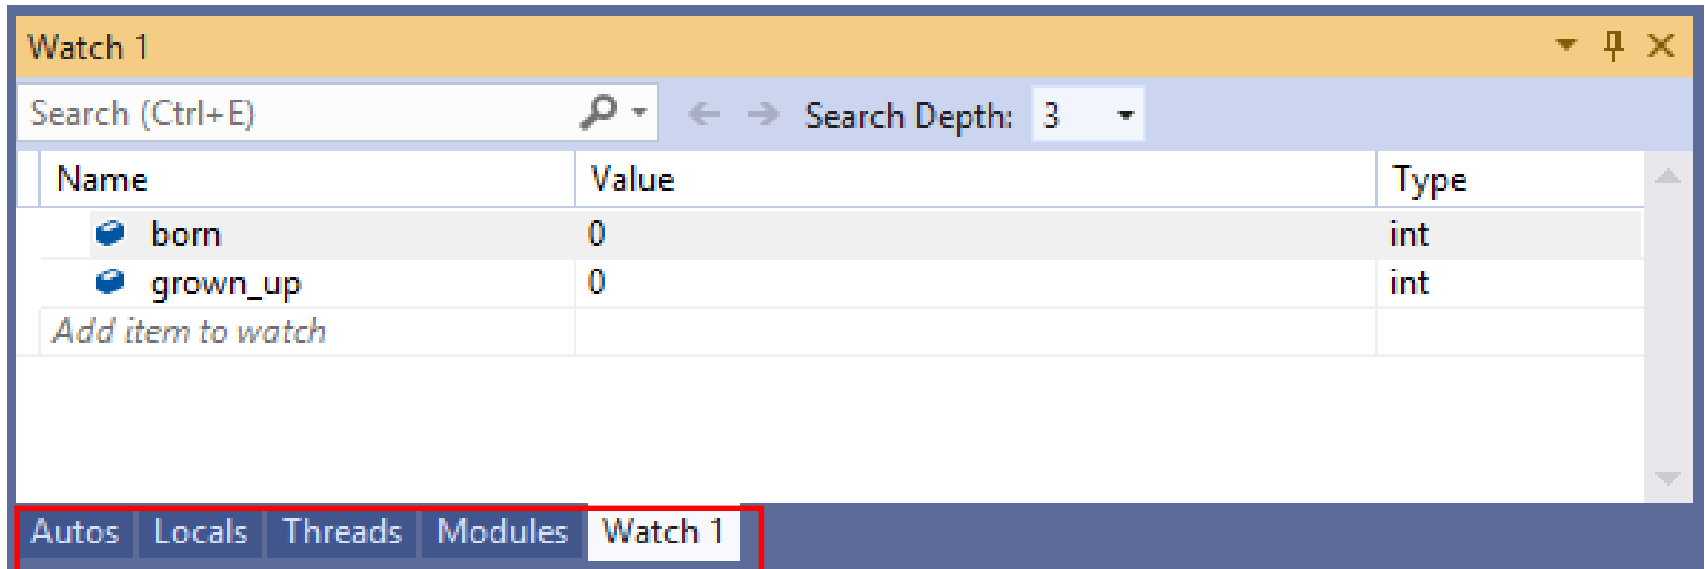 Watch 1
Search (Ctrl+E) Search Depth: 3
Name Value Type
born 0 int
grown_up 0 int
Add item to watch
Autos Locals Threads Modules Watch 1